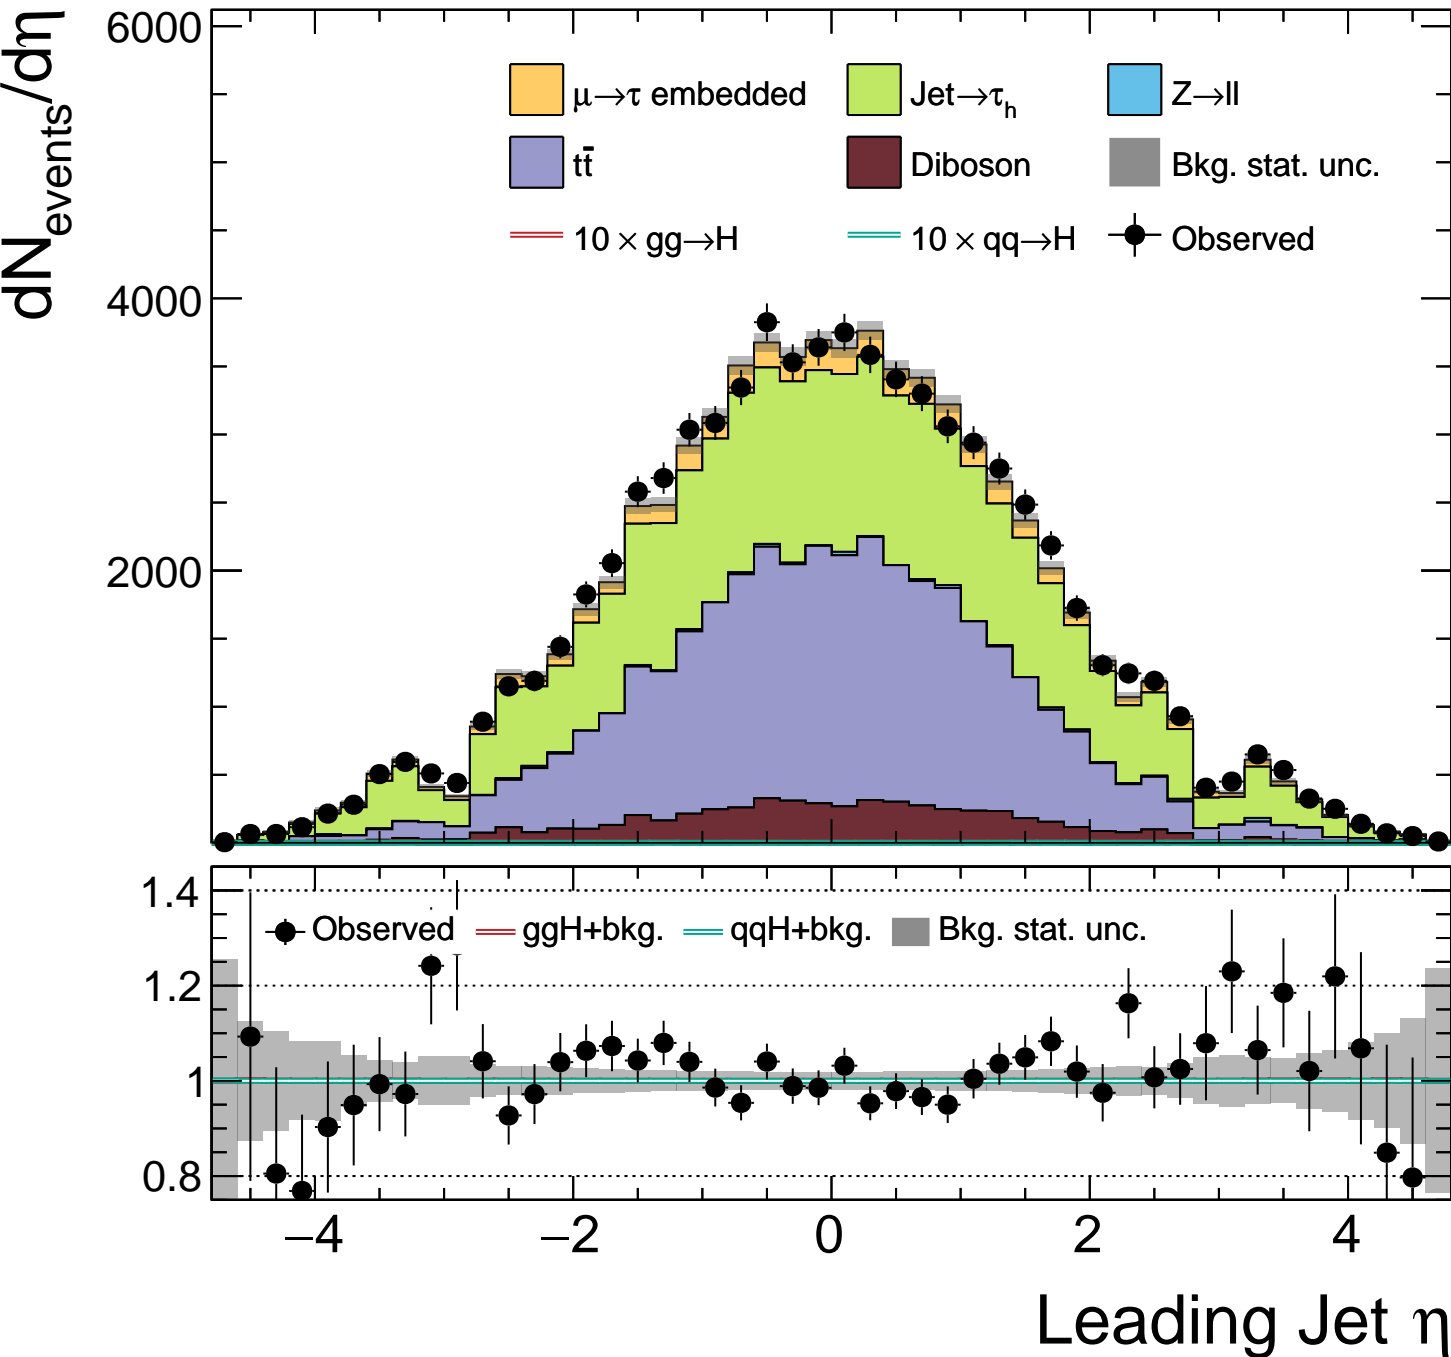 dN_events/dη
6000
4000
2000
μ→τ embedded
Jet→τ_h
Z→ll
tt̄
Diboson
Bkg. stat. unc.
10 × gg→H
10 × qq→H
Observed
1.4
1.2
1
0.8
Observed
ggH+bkg.
qqH+bkg.
Bkg. stat. unc.
−4
−2
0
2
4
Leading Jet η